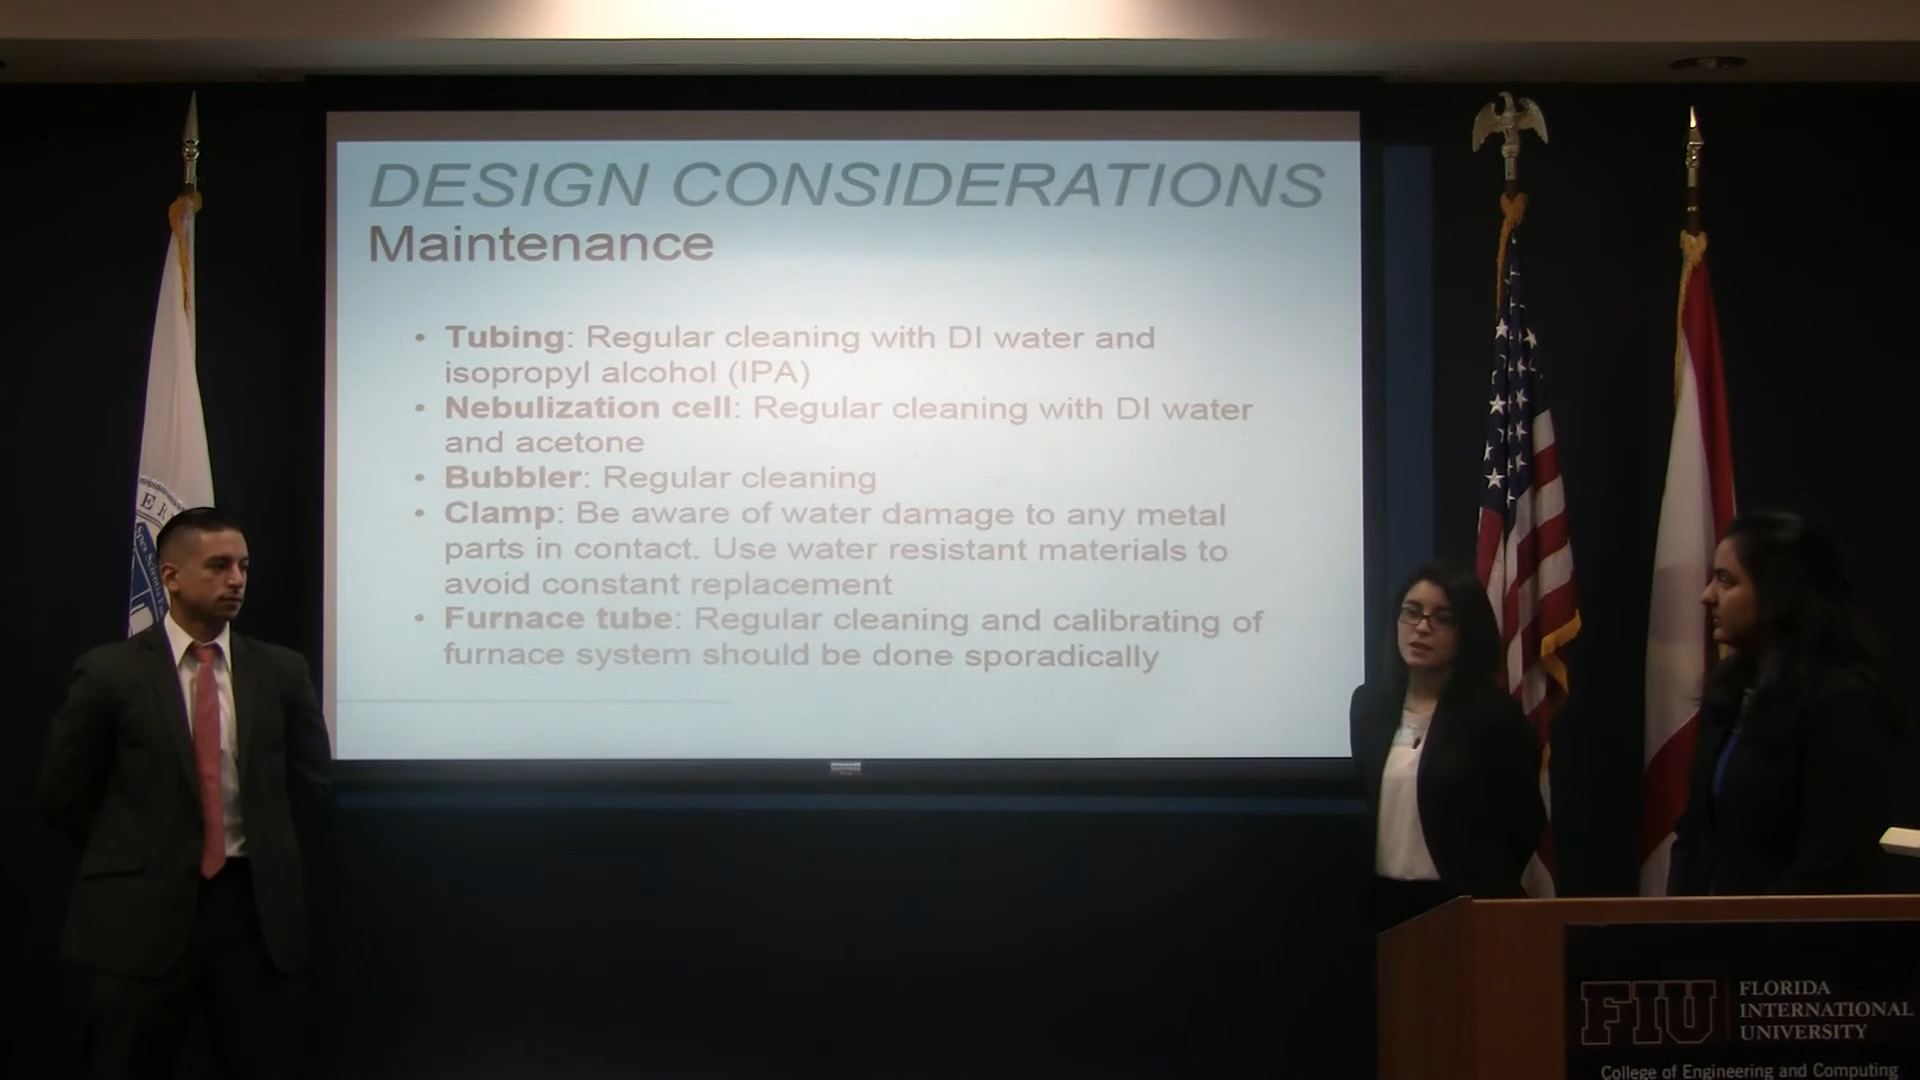 DESIGN CONSIDERATIONS
Maintenance
• Tubing: Regular cleaning with DI water and
isopropyl alcohol (IPA)
• Nebulization cell: Regular cleaning with DI water
and acetone
• Bubbler: Regular cleaning
• Clamp: Be aware of water damage to any metal
parts in contact. Use water resistant materials to
avoid constant replacement
• Furnace tube: Regular cleaning and calibrating of
furnace system should be done sporadically
FIU
FLORIDA
INTERNATIONAL
UNIVERSITY
College of Engineering and Computing